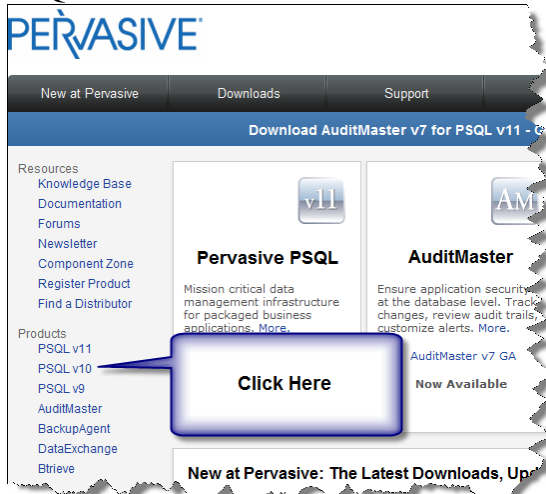 PERVASIVE
New at Pervasive
Downloads
Support
Download AuditMaster v7 for PSQL v11 -
Resources
Knowledge Base
Documentation
Forums
Newsletter
Component Zone
Register Product
Find a Distributor
Products
PSQL v11
PSQL v10
PSQL v9
AuditMaster
BackupAgent
DataExchange
Btrieve
v11
Pervasive PSQL
Mission critical data
management infrastructure
for packaged business
applications. More.
Click Here
AM
AuditMaster
Ensure application security
at the database level. Track
changes, review audit trails,
customize alerts. More.
AuditMaster v7 GA
Now Available
New at Pervasive: The Latest Downloads,